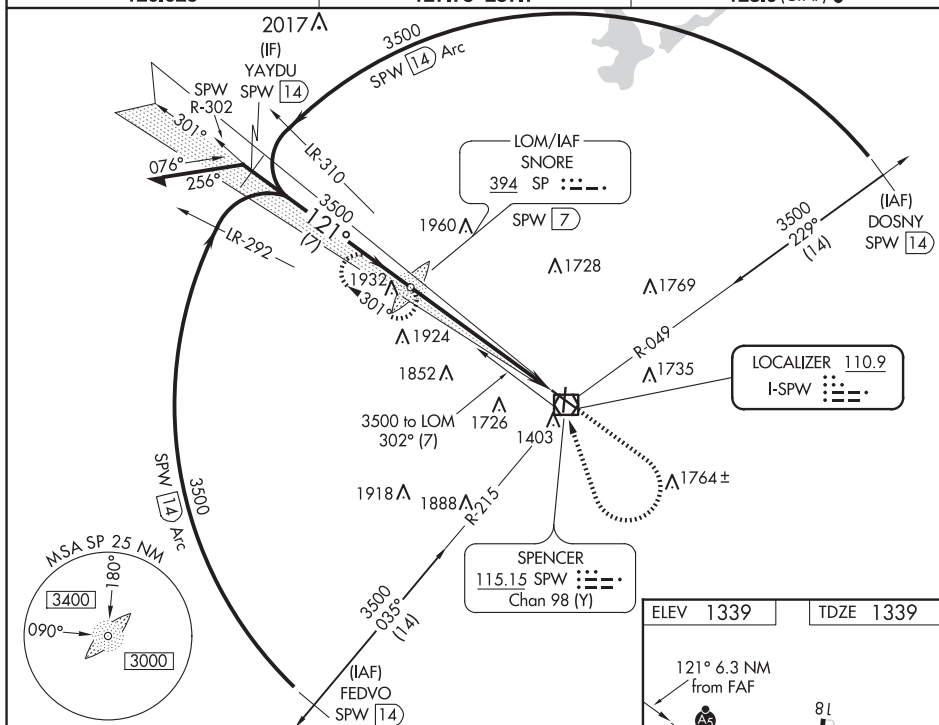 2017
3500
SPW 14 Arc
(IF)
YAYDU
SPW 14
SPW
R-302
301°
LR-310
076°
256°
3500
121°
(7)
LR-292
LOM/IAF
SNORE
394 SP
SPW 7
1960
1728
1769
3500
229°
(14)
(IAF)
DOSNY
SPW 14
1932
301°
1924
R-049
1735
LOCALIZER 110.9
I-SPW
1852
1726
3500 to LOM
302° (7)
1403
1764 ±
SPW 14 Arc
3500
1918
1888
R-215
SPENCER
115.15 SPW
Chan 98 (Y)
MSA SP 25 NM
180°
3400
090°
3000
3500
035°
(14)
(IAF)
FEDVO
SPW 14
ELEV 1339
TDZE 1339
121° 6.3 NM
from FAF
A5
18